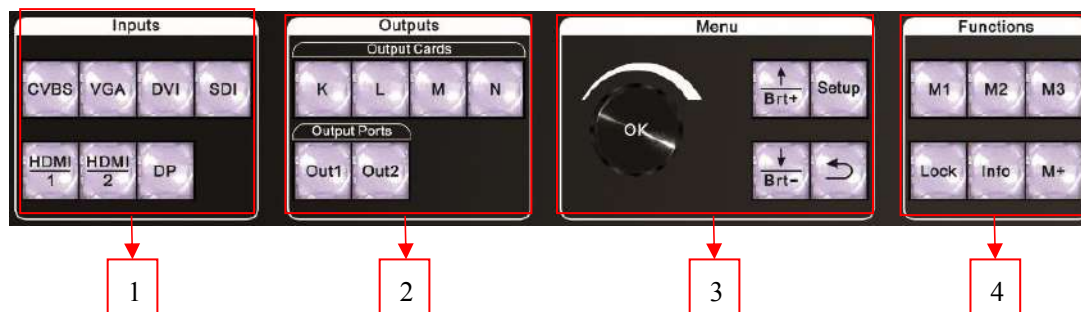 Inputs
CVBS VGA DVI SDI
HDMI
1
HDMI
2
DP
Outputs
Output Cards
K L M N
Output Ports
Out1 Out2
Menu
OK
↑
Brt+
Setup
↓
Brt-
Functions
M1 M2 M3
Lock Info M+
1 2 3 4